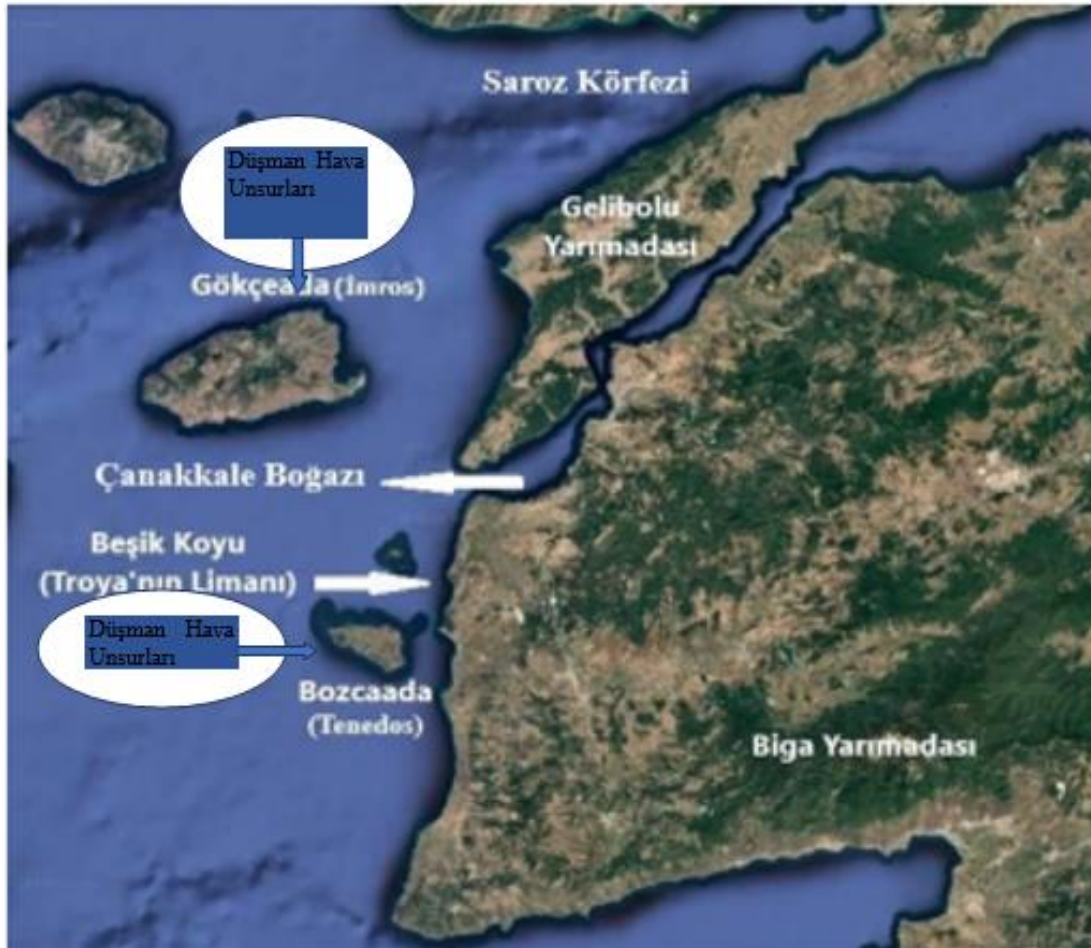 Saroz Körfezi
Düşman Hava
Unsurları
Gelibolu
Yarımadası
Gökçeada (İmros)
Çanakkale Boğazı
Beşik Koyu
(Troya'nın Limanı)
Düşman Hava
Unsurları
Bozcaada
(Tenedos)
Biga Yarımadası